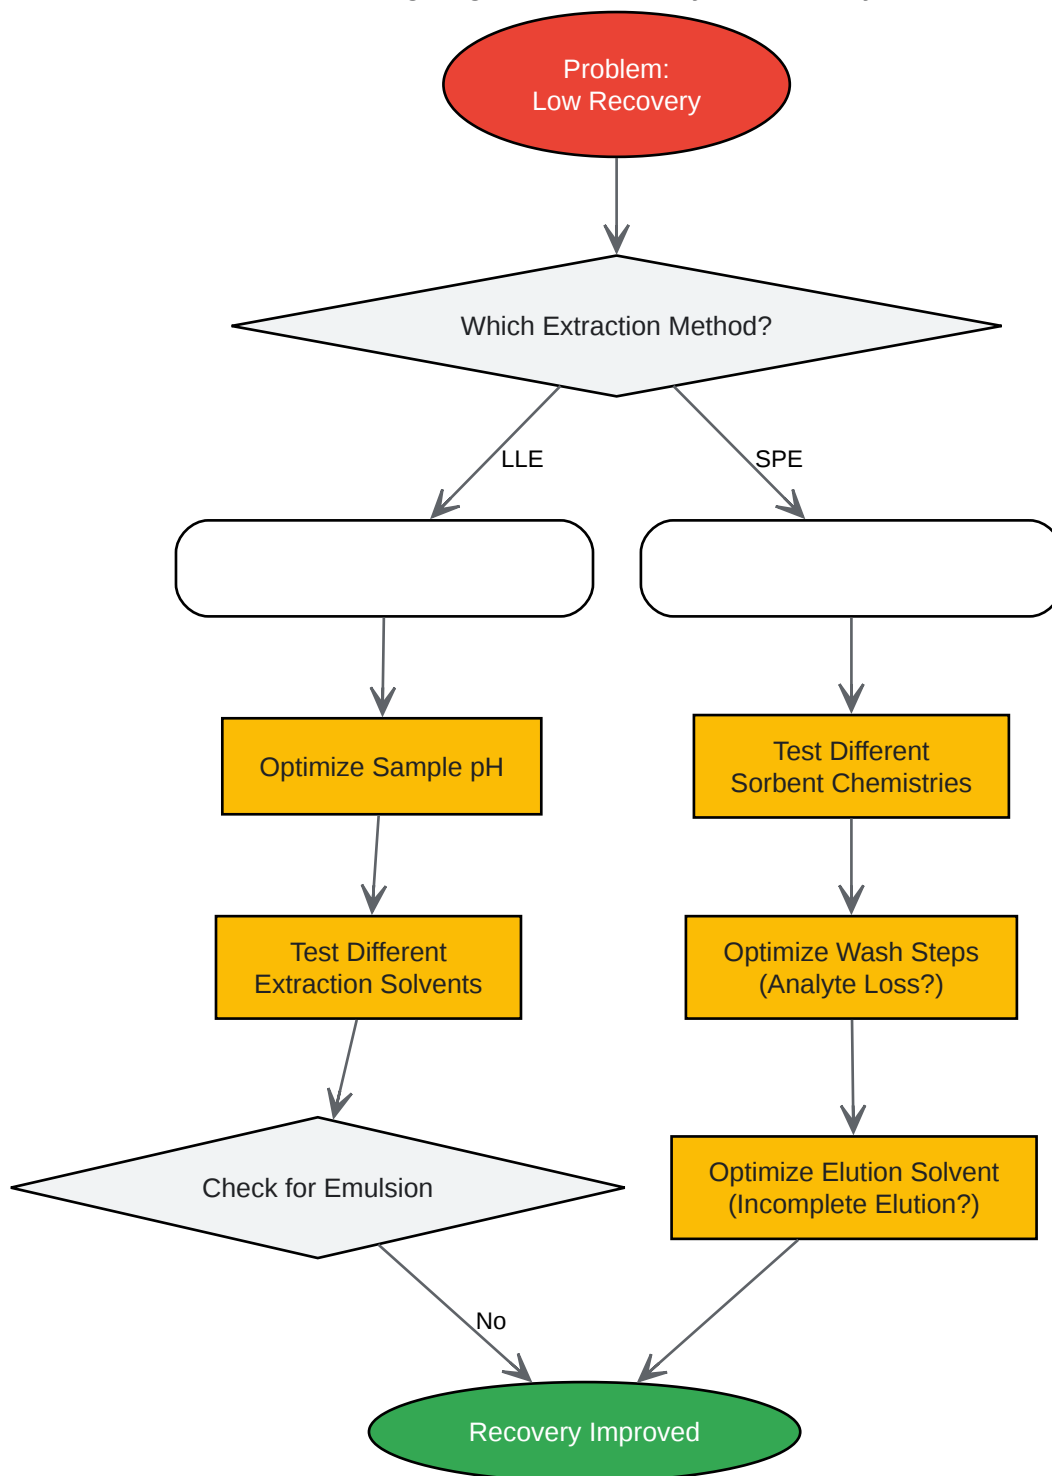 Problem:
Low Recovery
Which Extraction Method?
LLE
SPE
Optimize Sample pH
Test Different
Sorbent Chemistries
Test Different
Extraction Solvents
Optimize Wash Steps
(Analyte Loss?)
Check for Emulsion
Optimize Elution Solvent
(Incomplete Elution?)
No
Recovery Improved